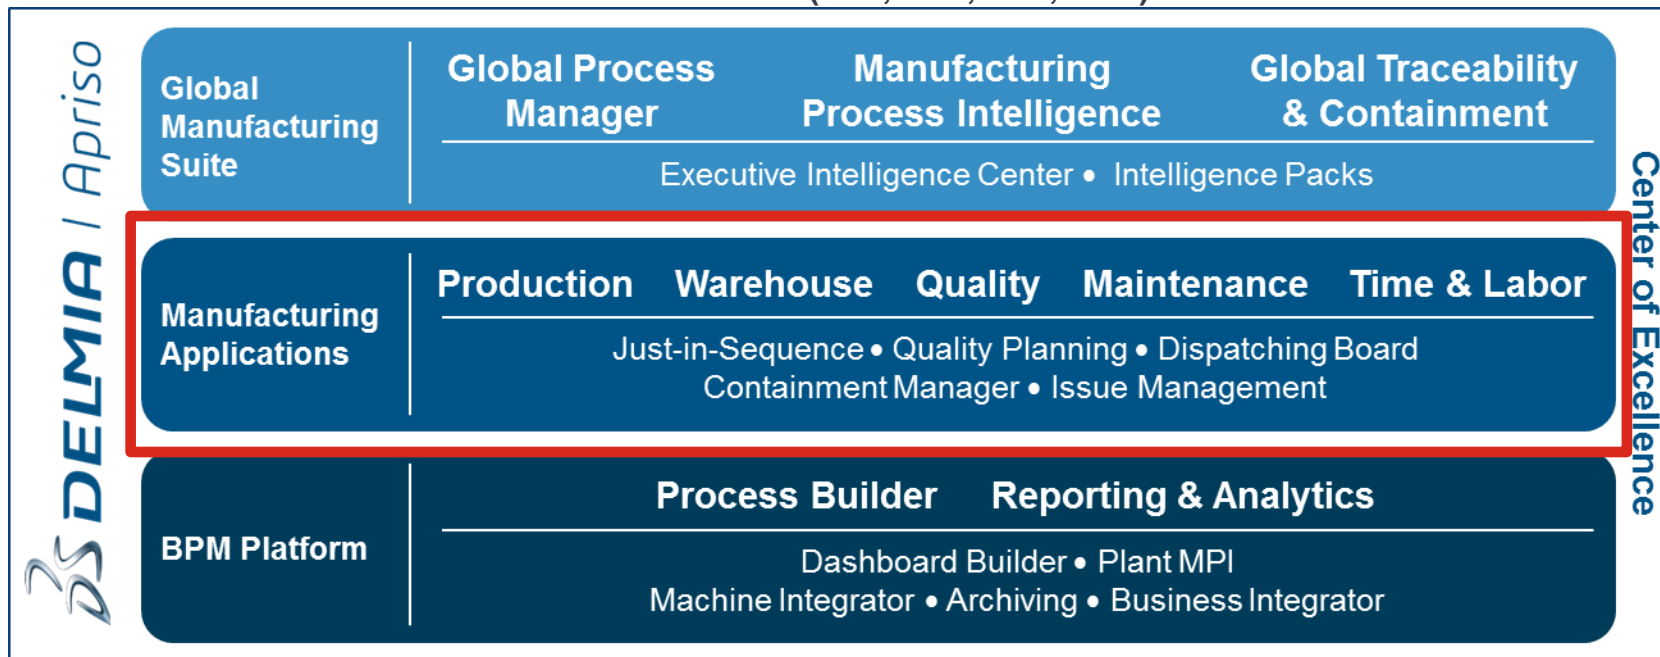 DELMIA | Apriso
Global
Manufacturing
Suite
Global Process
Manager
Manufacturing
Process Intelligence
Global Traceability
& Containment
Executive Intelligence Center • Intelligence Packs
Manufacturing
Applications
Production Warehouse Quality Maintenance Time & Labor
Just-in-Sequence • Quality Planning • Dispatching Board
Containment Manager • Issue Management
BPM Platform
Process Builder Reporting & Analytics
Dashboard Builder • Plant MPI
Machine Integrator • Archiving • Business Integrator
Center of Excellence